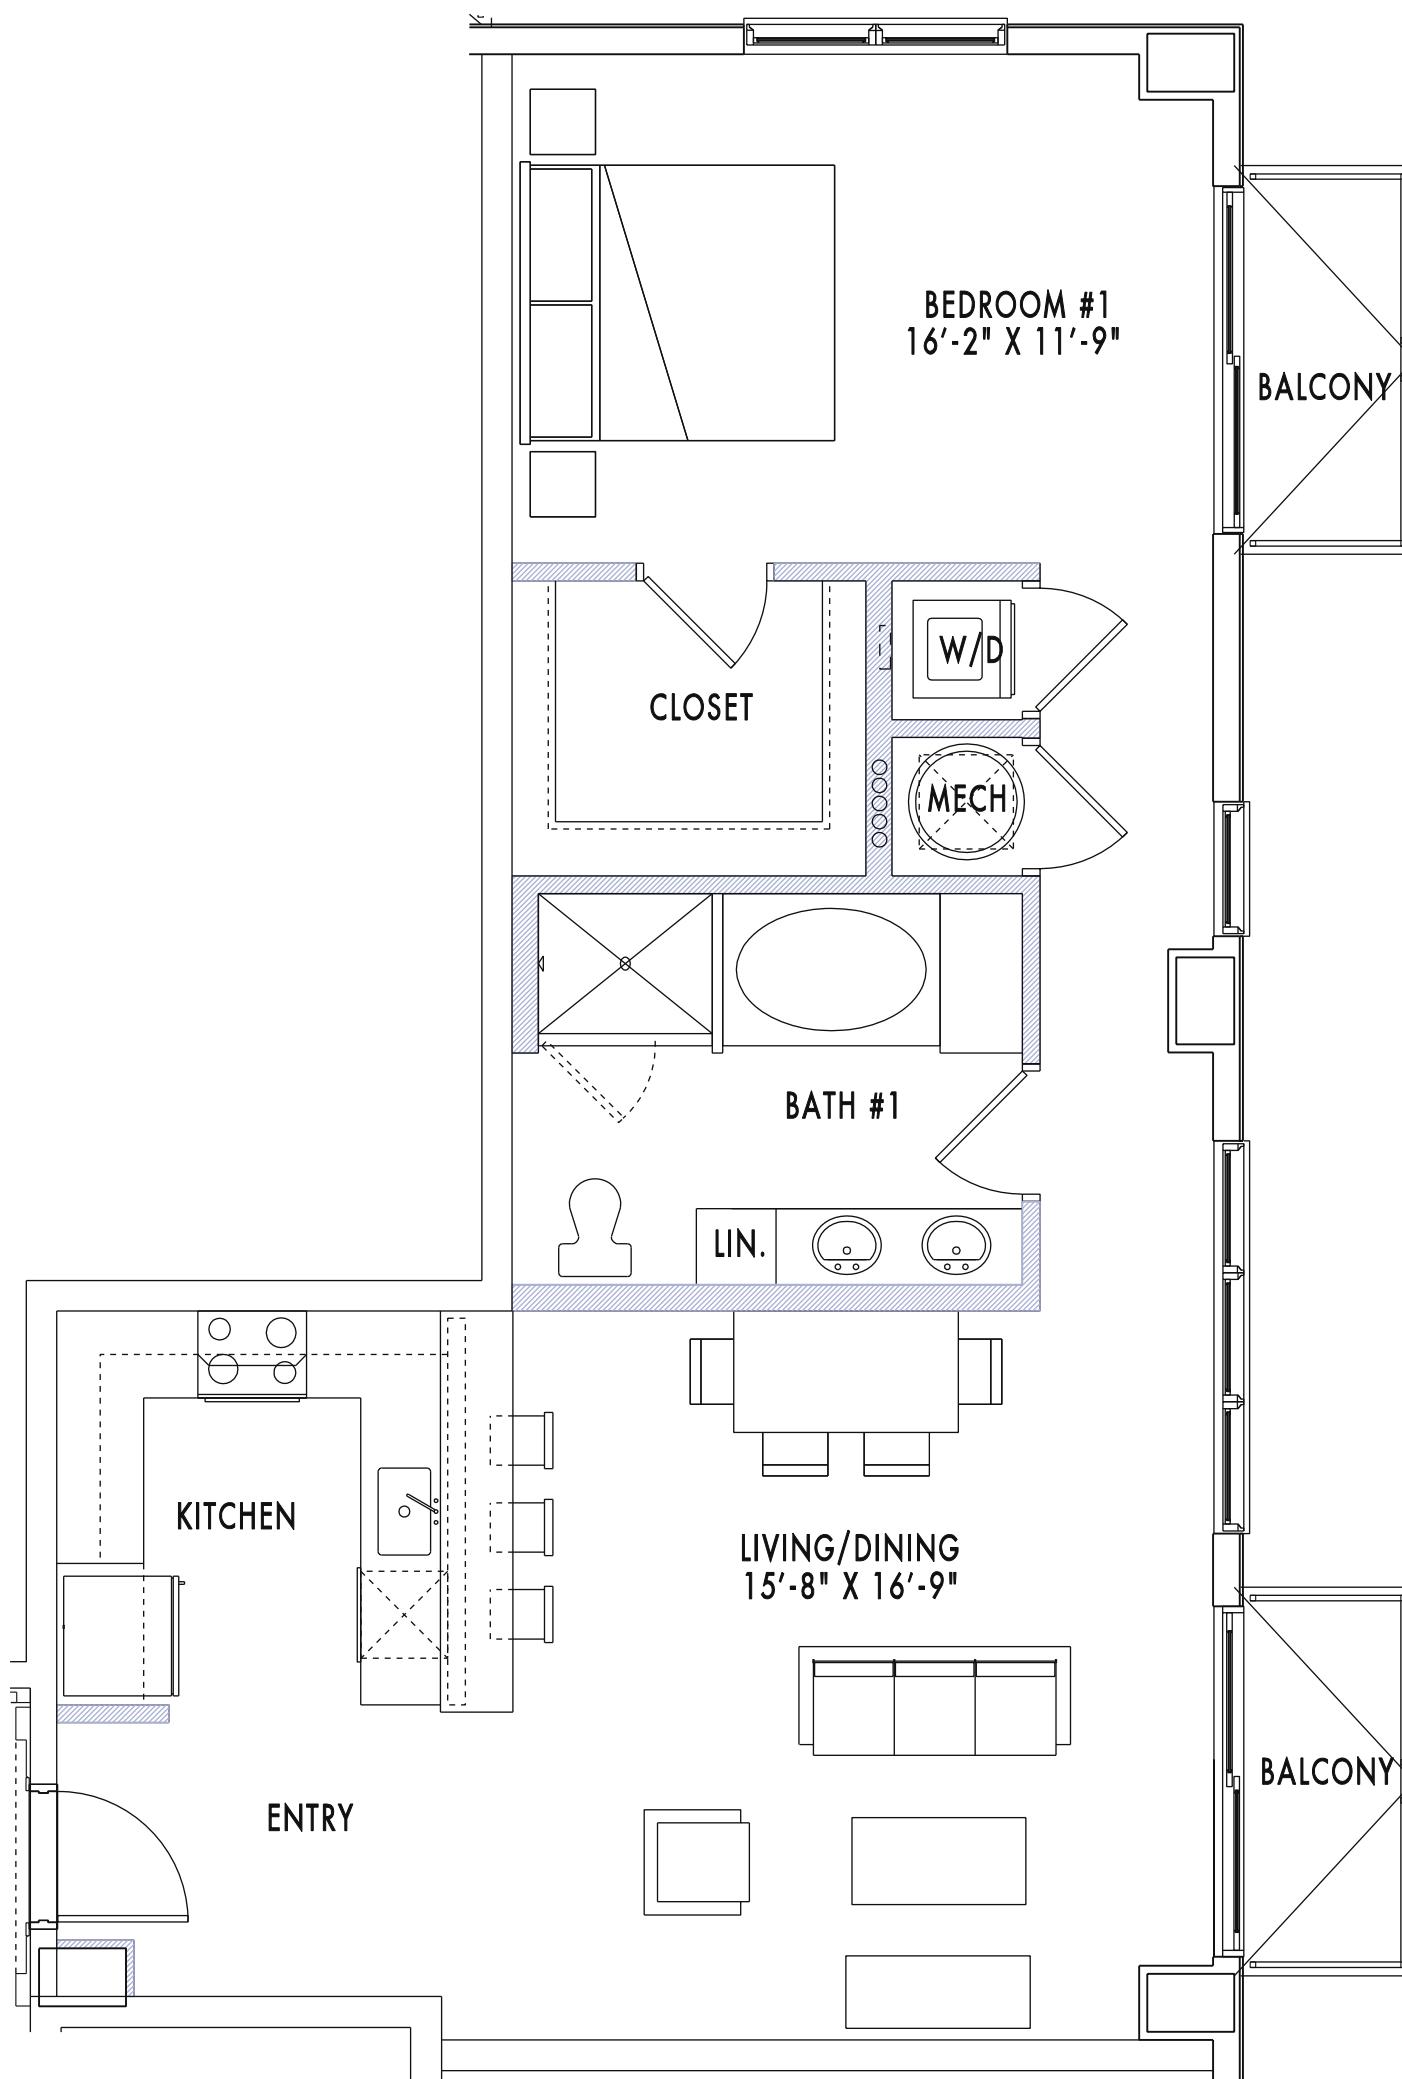 BEDROOM #1
16'-2" X 11'-9"
BALCONY
W/D
CLOSET
MECH
BATH #1
LIN.
KITCHEN
LIVING/DINING
15'-8" X 16'-9"
BALCONY
ENTRY